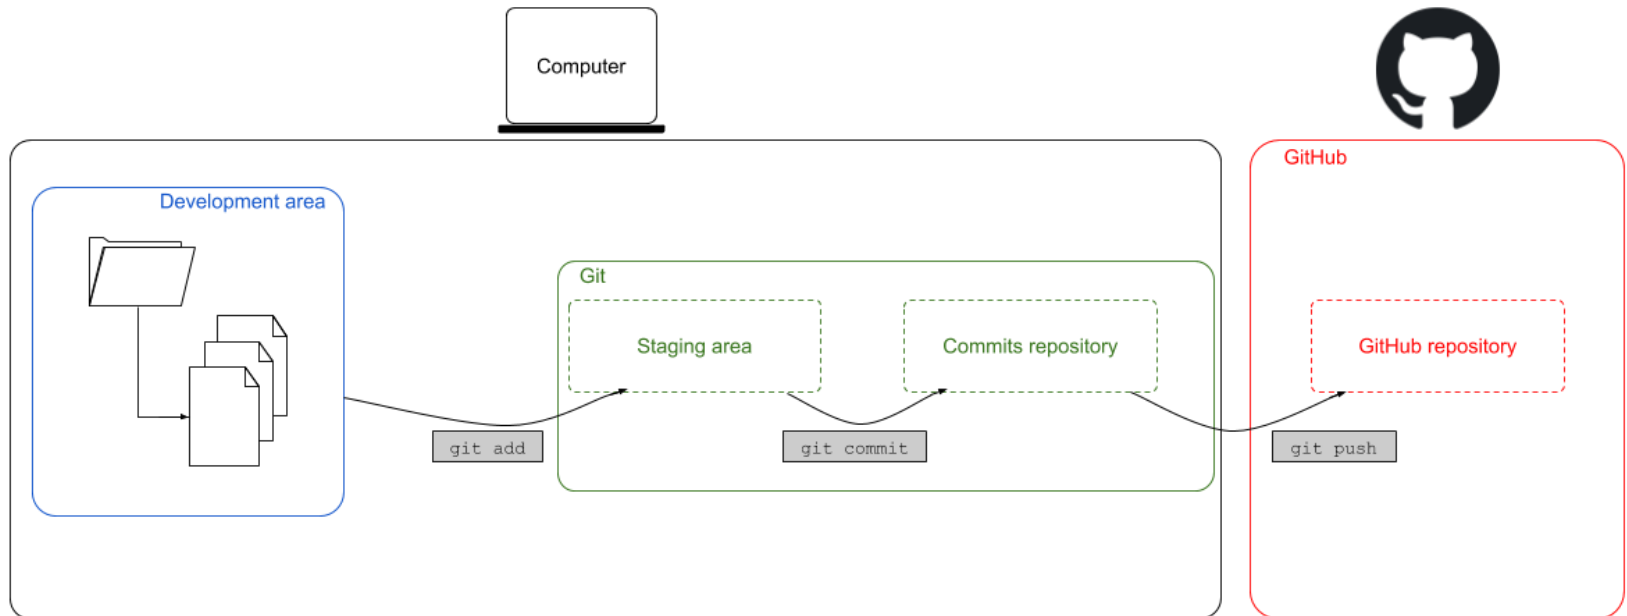 Computer
GitHub
Development area
Git
Staging area
Commits repository
GitHub repository
git add
git commit
git push